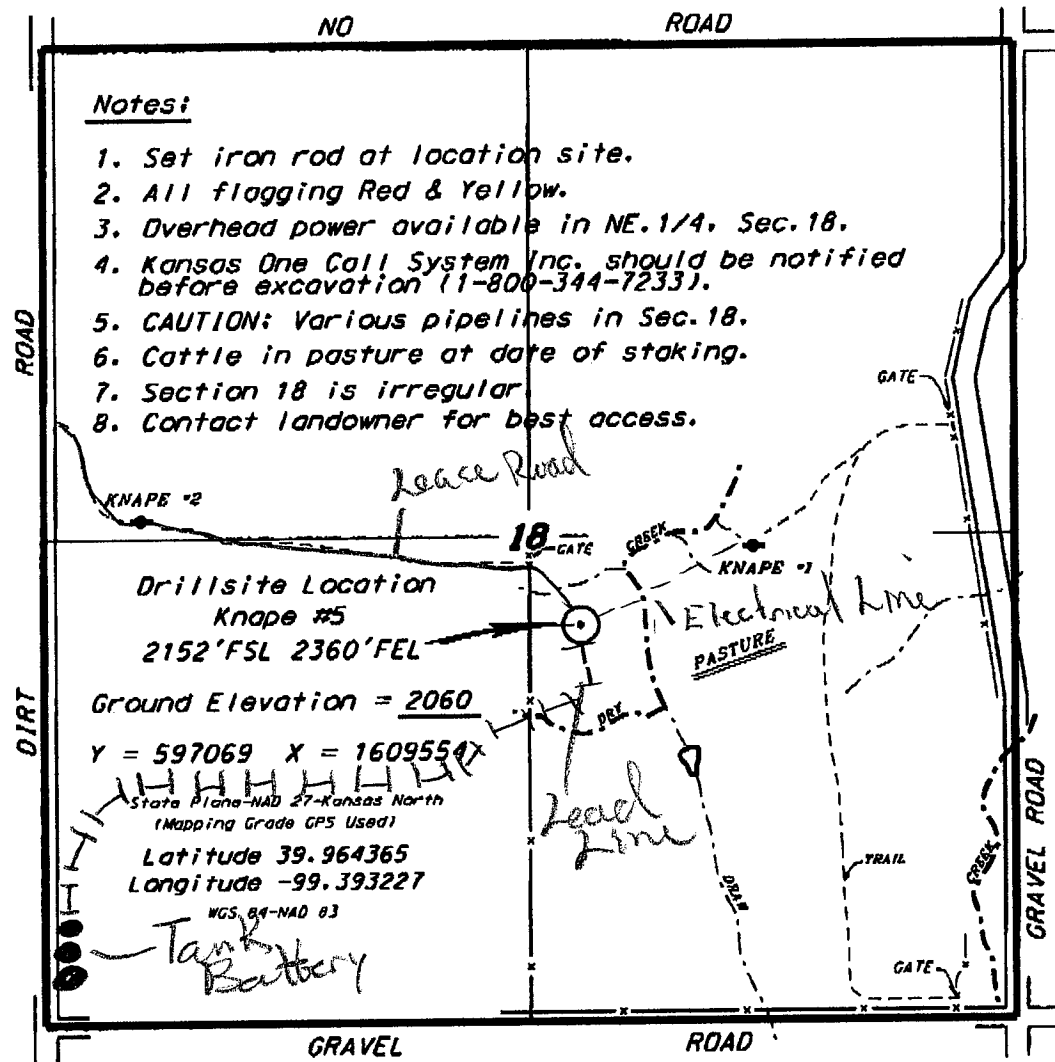 NO ROAD
Notes:
1. Set iron rod at location site.
2. All flagging Red & Yellow.
3. Overhead power available in NE.1/4, Sec.18.
4. Kansas One Call System Inc. should be notified
before excavation (1-800-344-7233).
5. CAUTION: Various pipelines in Sec.18.
6. Cattle in pasture at date of staking.
7. Section 18 is irregular.
8. Contact landowner for best access.
ROAD
GATE
Lease Road
KNAPE #2
18
GATE
CREEK
KNAPE #1
Drillsite Location
Knape #5
2152'FSL 2360'FEL
Electrical Line
PASTURE
Ground Elevation = 2060
DRY
DIRT
Y = 597069 X = 1609554
State Plane-NAD 27-Kansas North
(Mapping Grade GPS Used)
Lead
Line
Latitude 39.964365
Longitude -99.393227
WGS 84-NAD 83
TRAIL
CREEK
GRAVEL ROAD
DRAW
Tank
Battery
GATE
GRAVEL ROAD